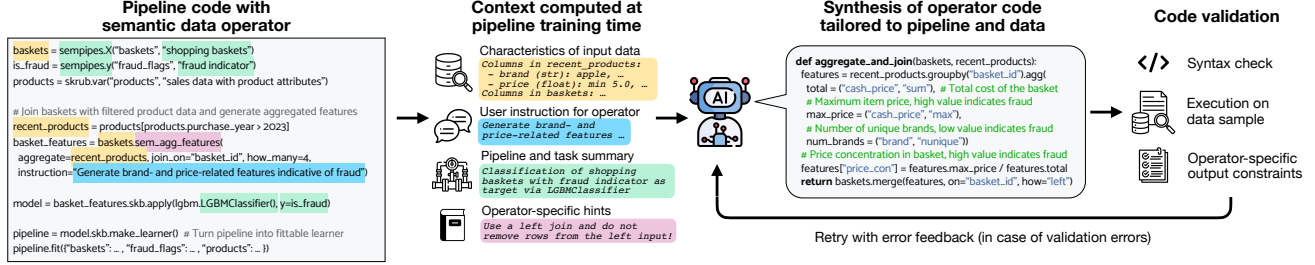 Pipeline code with
semantic data operator
baskets = sempipes.X("baskets", "shopping baskets")
is_fraud = sempipes.y("fraud_flags", "fraud indicator")
products = skrub.var("products", "sales data with product attributes")
# Join baskets with filtered product data and generate aggregated features
recent_products = products[products.purchase_year > 2023]
basket_features = baskets.sem_agg_features(
aggregate=recent_products, join_on="basket_id", how_many=4,
instruction="Generate brand- and price-related features indicative of fraud")
model = basket_features.skb.apply(lgbm.LGBMClassifier(), y=is_fraud)
pipeline = model.skb.make_learner() # Turn pipeline into fittable learner
pipeline.fit({"baskets": … , "fraud_flags": … , "products": … })
Context computed at
pipeline training time
Characteristics of input data
Columns in recent_products:
- brand (str): apple, …
- price (float): min 5.0, …
Columns in baskets: …
User instruction for operator
Generate brand- and
price-related features …
Pipeline and task summary
Classification of shopping
baskets with fraud indicator as
target via LGBMClassifier
Operator-specific hints
Use a left join and do not
remove rows from the left input!
Synthesis of operator code
tailored to pipeline and data
AI
def aggregate_and_join(baskets, recent_products):
features = recent_products.groupby("basket_id").agg(
total = ("cash_price", "sum"), # Total cost of the basket
# Maximum item price, high value indicates fraud
max_price = ("cash_price", "max"),
# Number of unique brands, low value indicates fraud
num_brands = ("brand", "nunique"))
# Price concentration in basket, high value indicates fraud
features["price_con"] = features.max_price / features.total
return baskets.merge(features, on="basket_id", how="left")
Code validation
Syntax check
Execution on
data sample
Operator-specific
output constraints
Retry with error feedback (in case of validation errors)